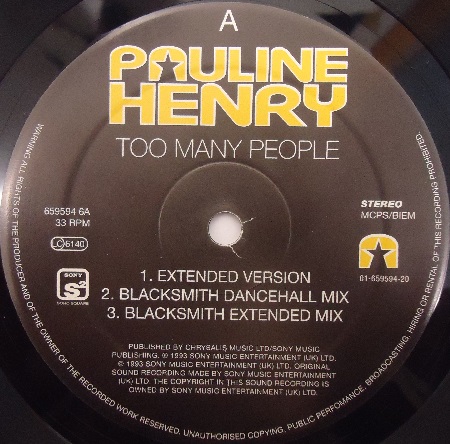 A
PAULINE
HENRY
TOO MANY PEOPLE
659594 6A
33 RPM
LC 6140
STEREO
MCPS/BIEM
SONY
S2
SOHO SQUARE
01-659594-20
1. EXTENDED VERSION
2. BLACKSMITH DANCEHALL MIX
3. BLACKSMITH EXTENDED MIX
PUBLISHED BY CHRYSALIS MUSIC LTD/SONY MUSIC
PUBLISHING. ℗ 1993 SONY MUSIC ENTERTAINMENT (UK) LTD.
© 1993 SONY MUSIC ENTERTAINMENT (UK) LTD. ORIGINAL
SOUND RECORDING MADE BY SONY MUSIC ENTERTAINMENT
(UK) LTD. THE COPYRIGHT IN THIS SOUND RECORDING IS
OWNED BY SONY MUSIC ENTERTAINMENT (UK) LTD.
WARNING: ALL RIGHTS OF THE PRODUCER AND OF THE OWNER OF THE RECORDED WORK RESERVED. UNAUTHORISED COPYING, PUBLIC PERFOMANCE, BROADCASTING, HIRING OR RENTAL OF THIS RECORDING PROHIBITED.